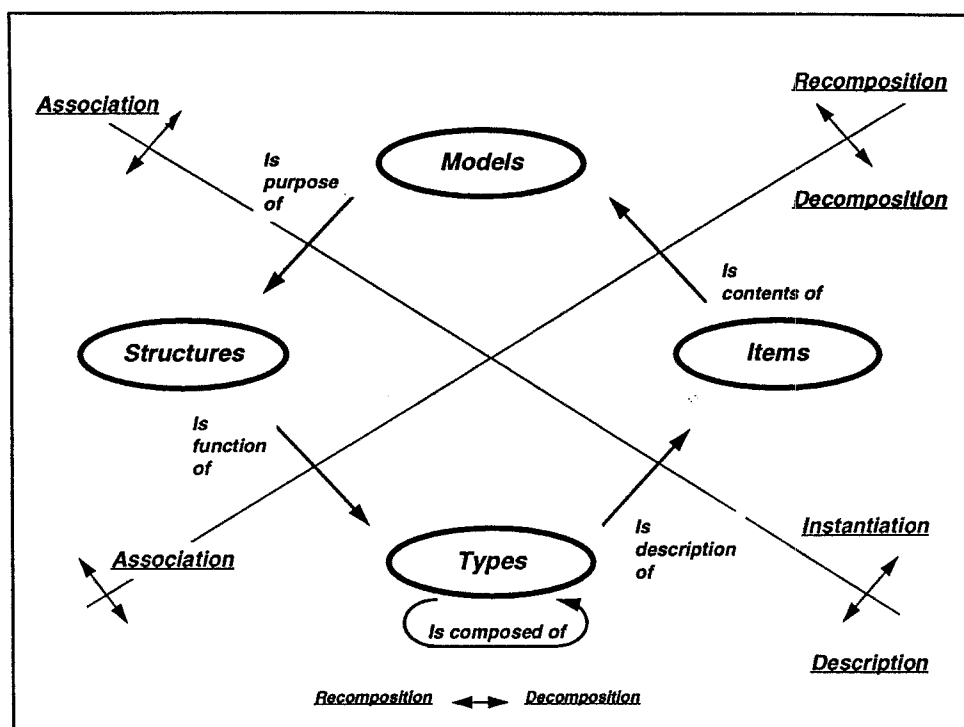 Recomposition
Association
Models
Is
purpose
of
Decomposition
Is
contents of
Structures
Items
Is
function
of
Instantiation
Is
description
of
Association
Types
Is composed of
Description
Recomposition Decomposition